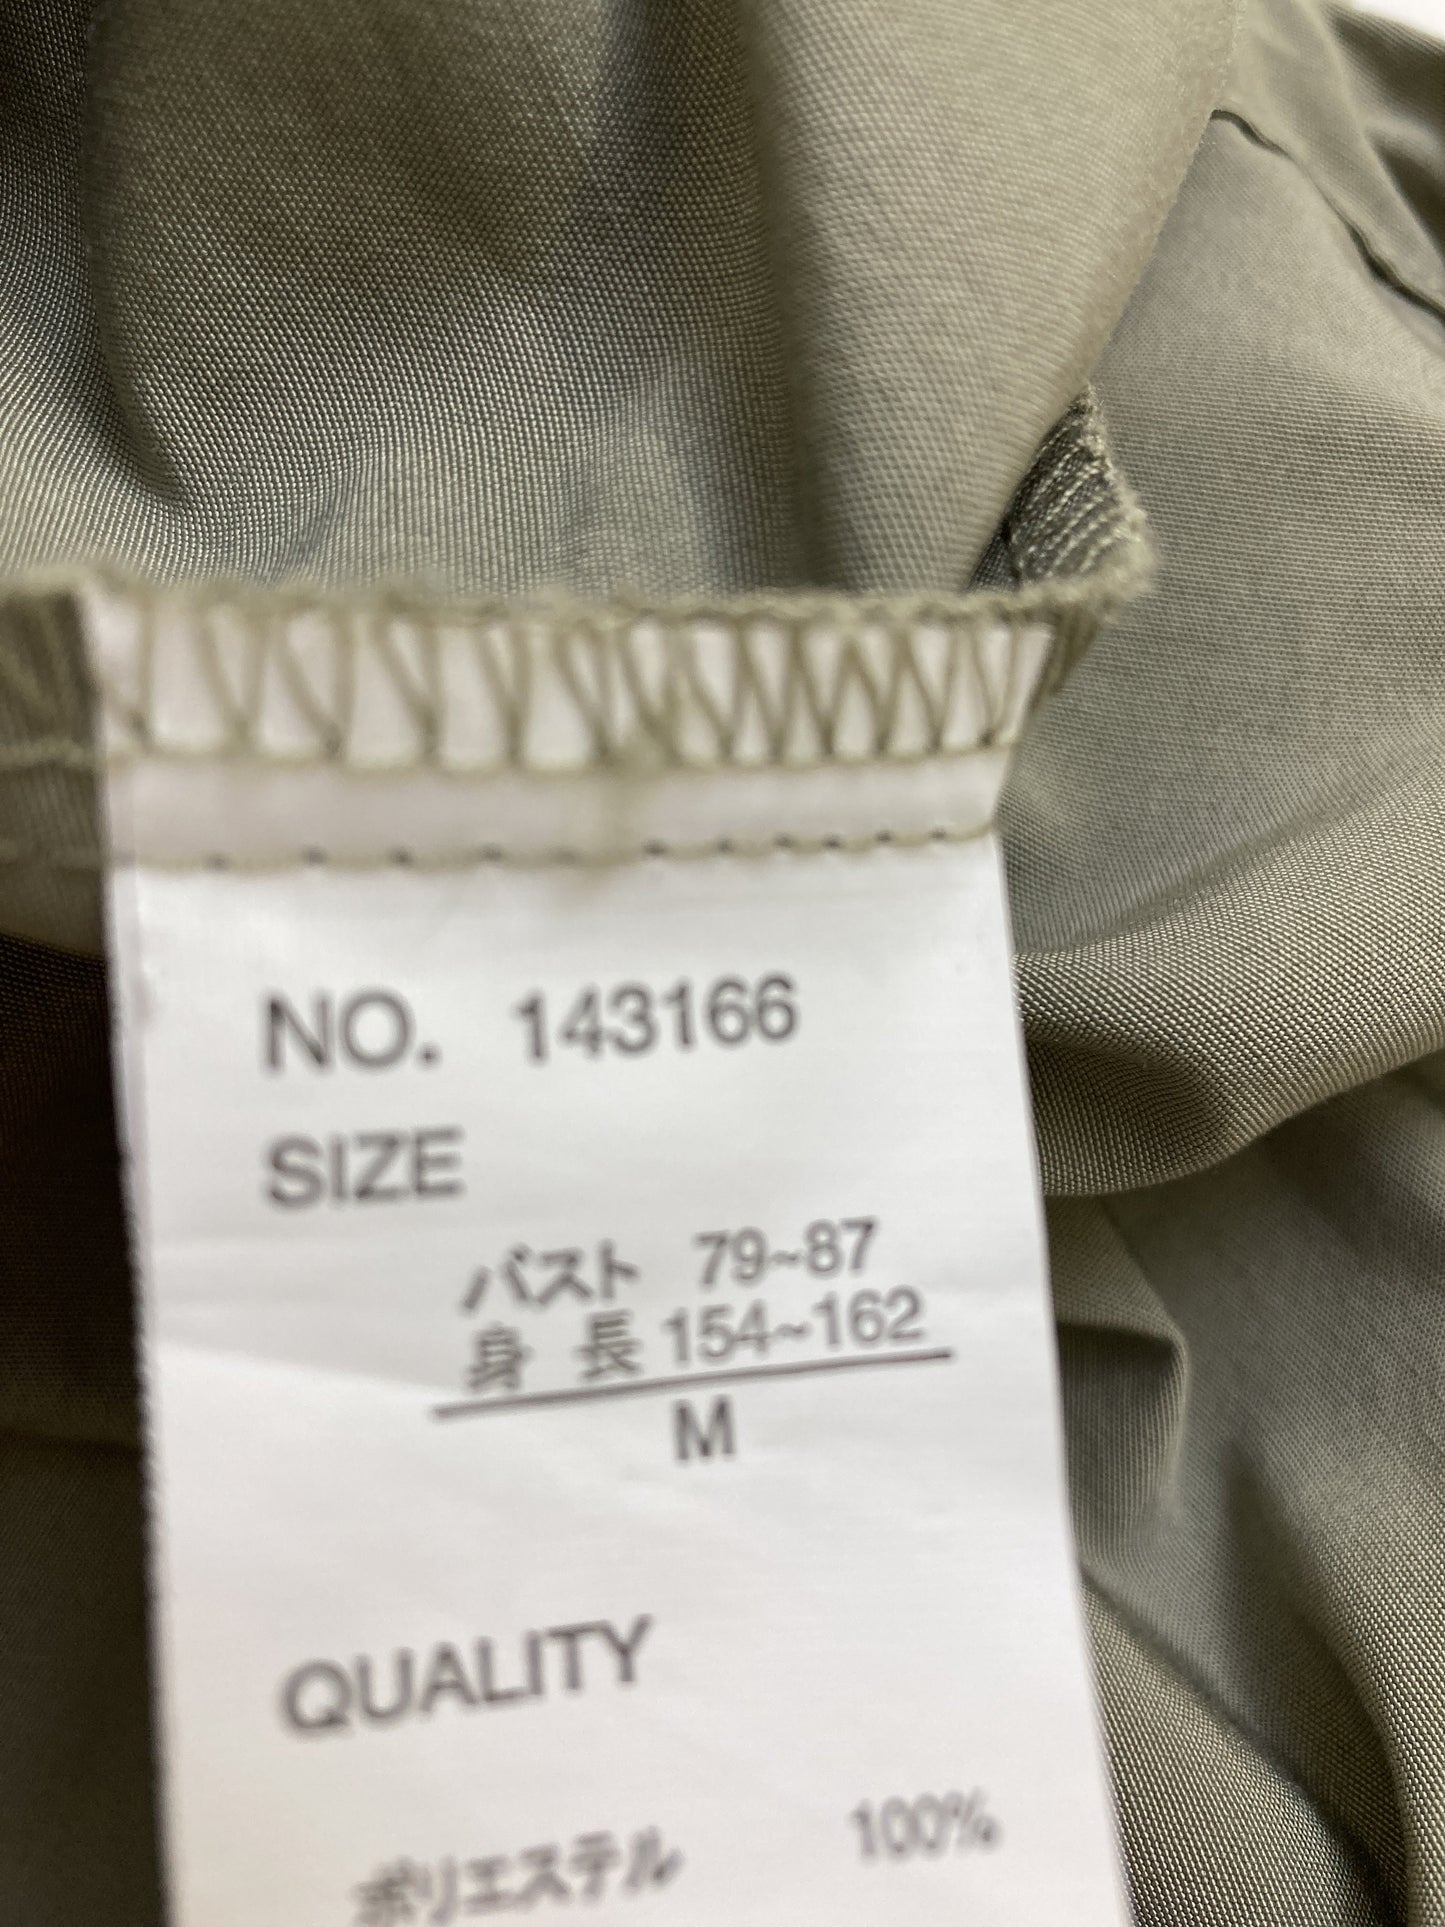 NO. 143166
SIZE
バスト 79~87
身 長 154~162
M
QUALITY
ポリエステル 100%